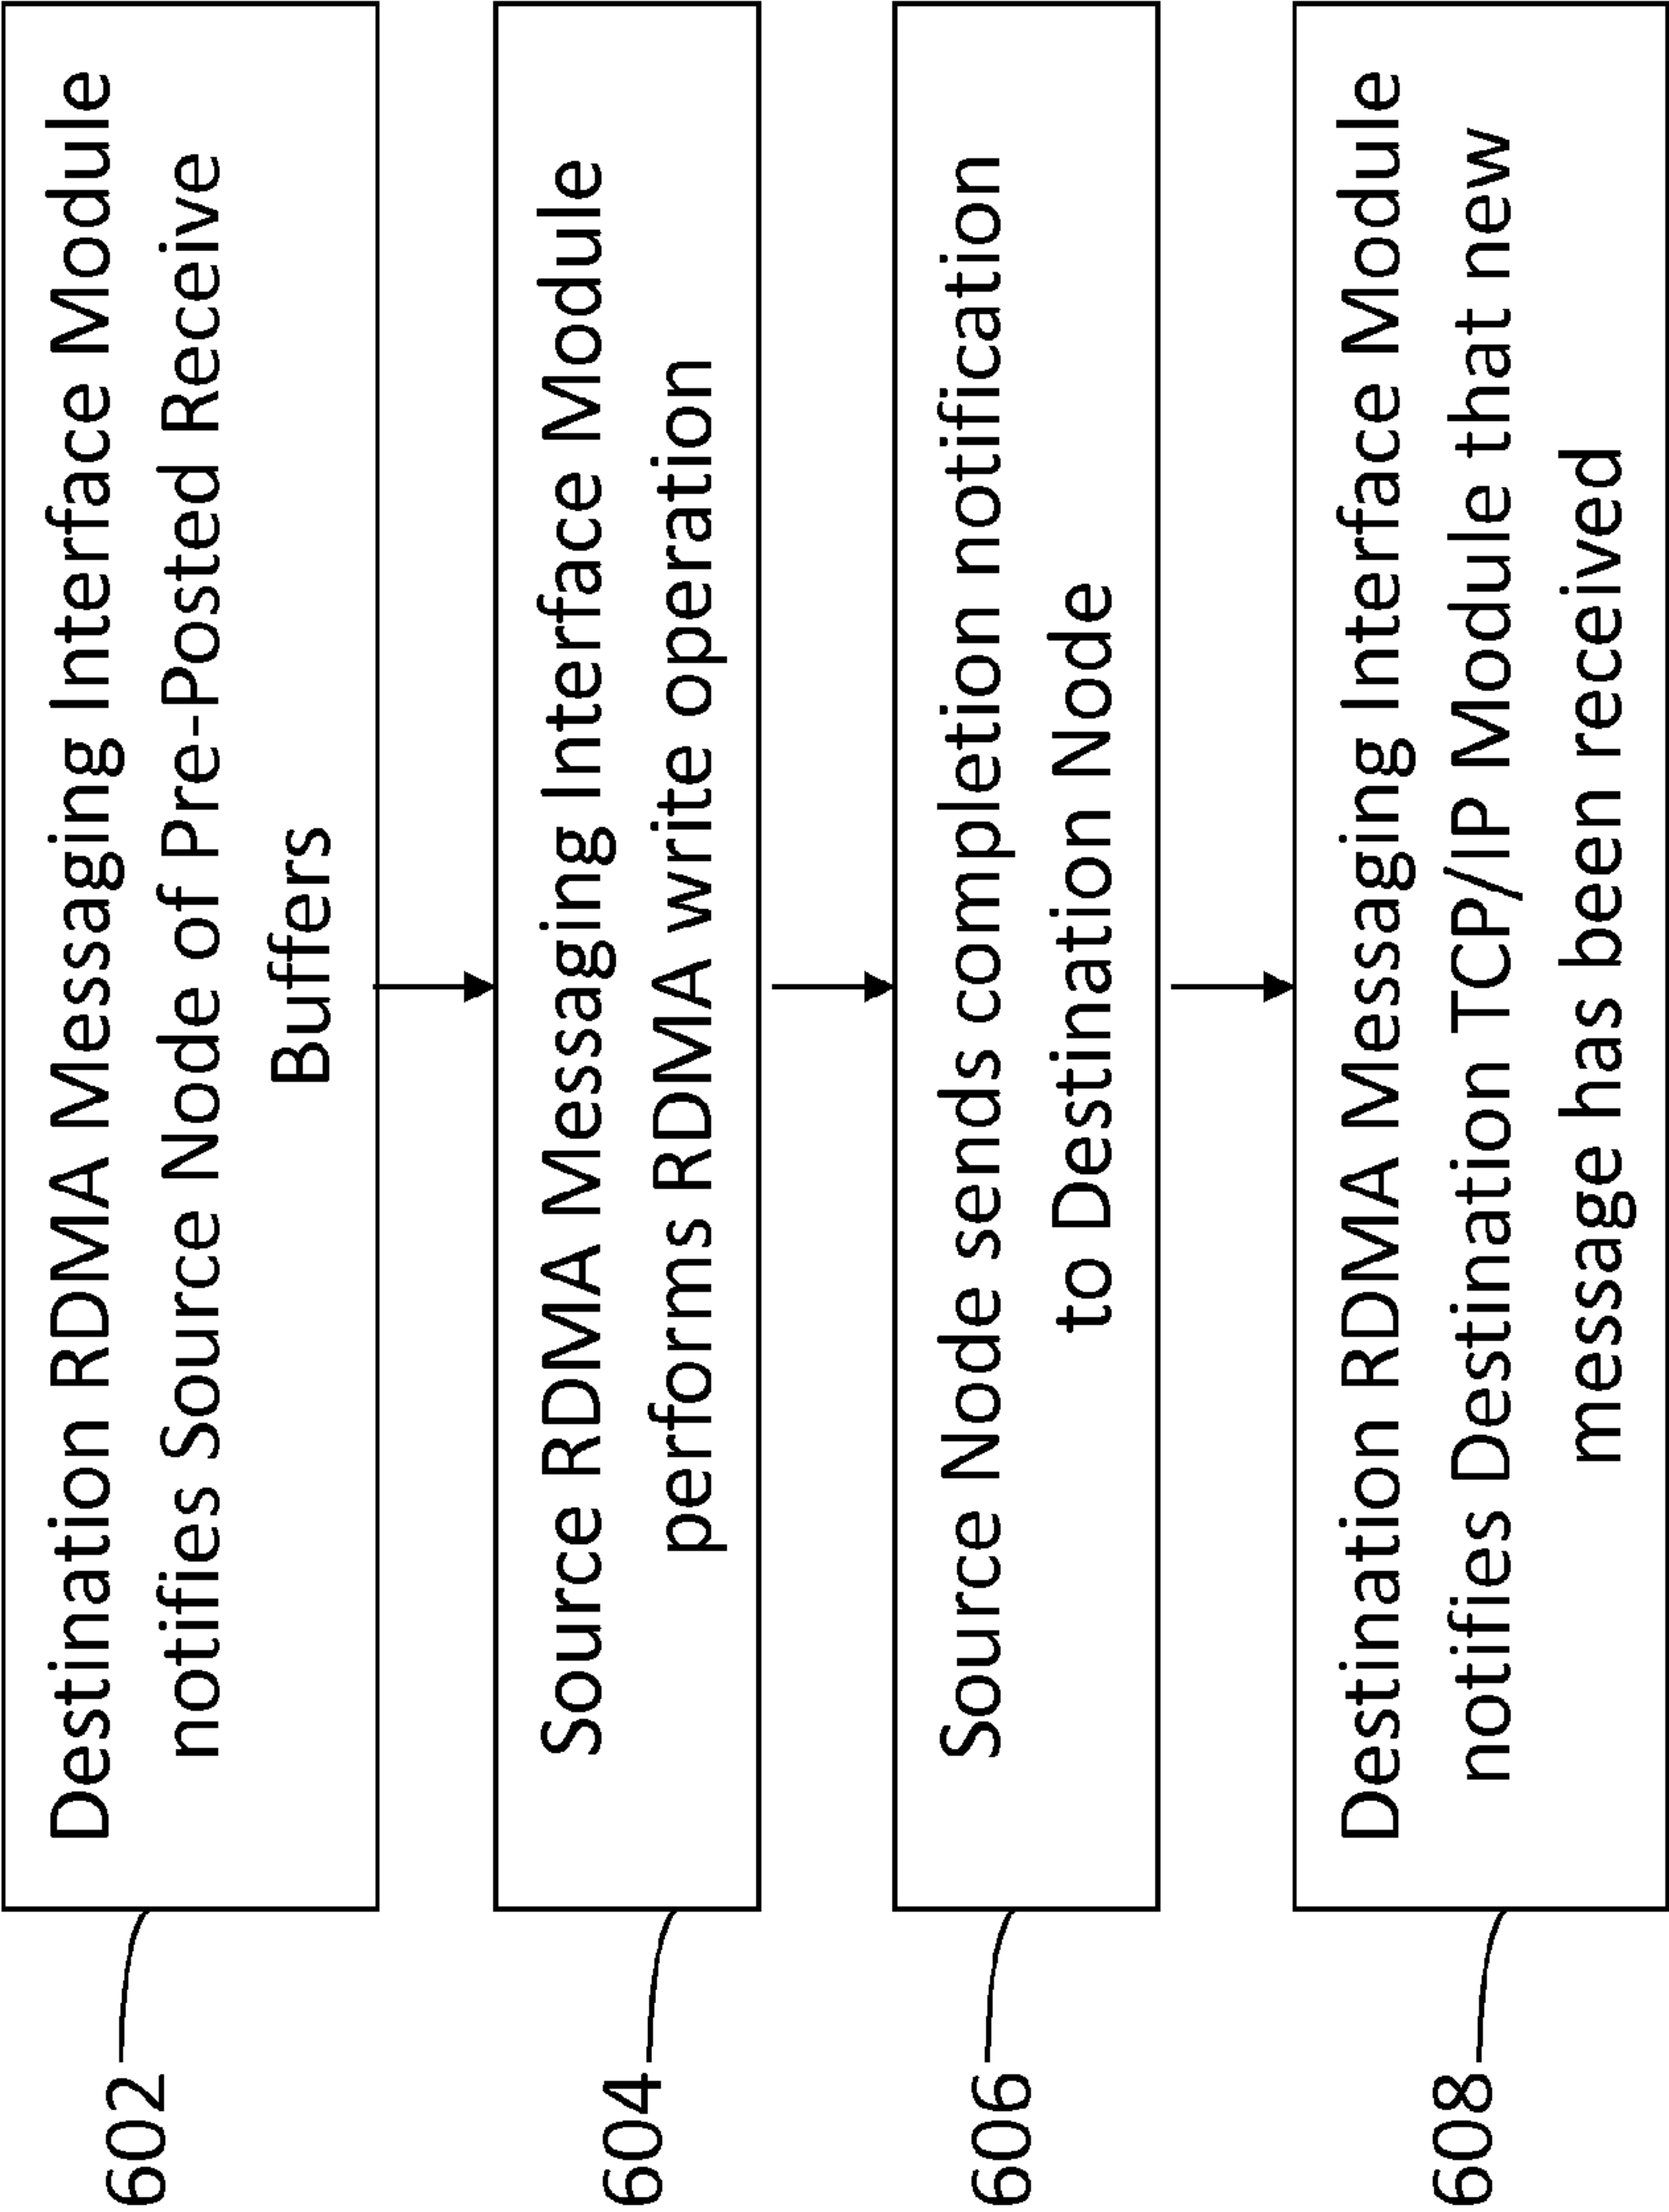 602
Destination RDMA Messaging Interface Module
notifies Source Node of Pre-Posted Receive
Buffers
604
Source RDMA Messaging Interface Module
performs RDMA write operation
606
Source Node sends completion notification
to Destination Node
608
Destination RDMA Messaging Interface Module
notifies Destination TCP/IP Module that new
message has been received